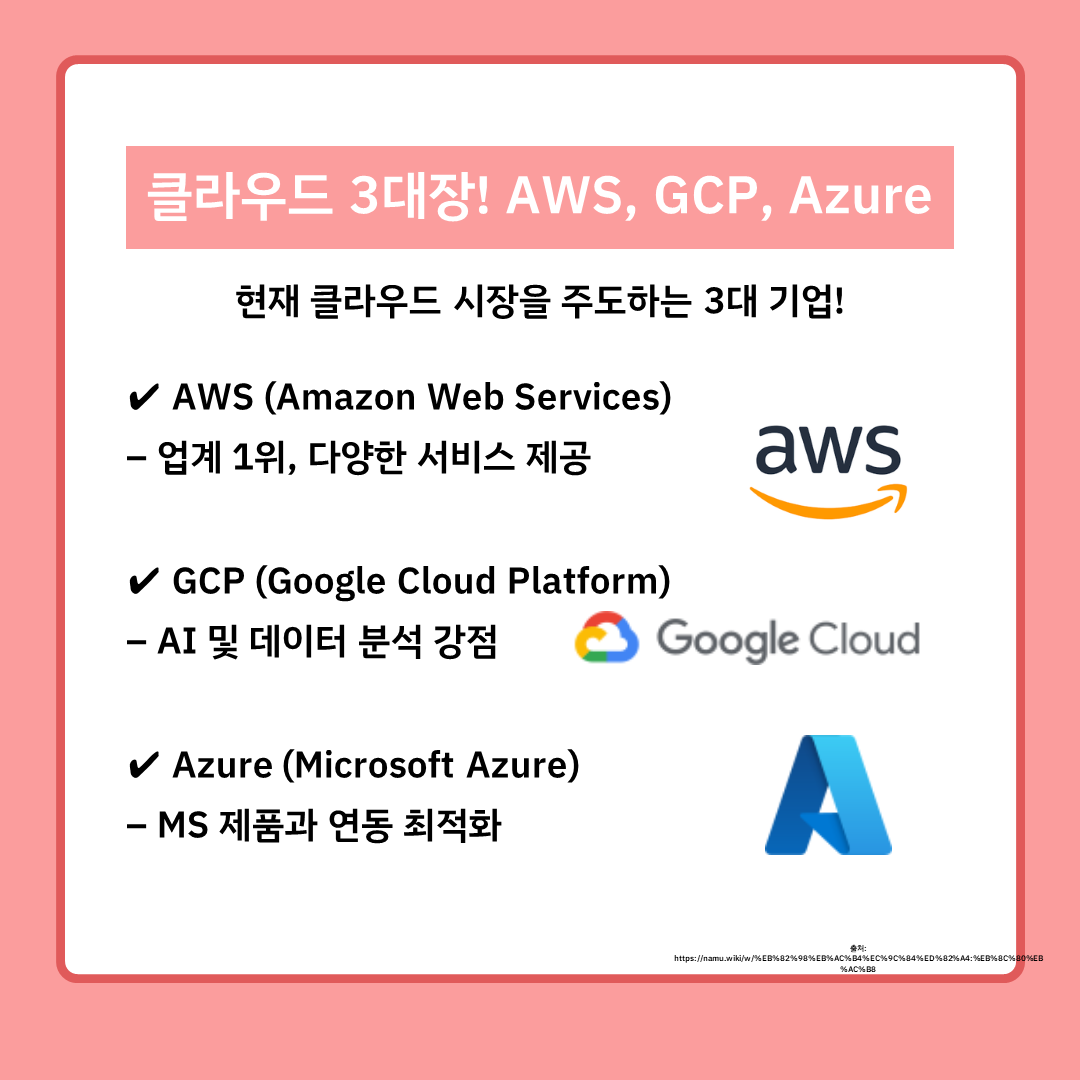 클라우드 3대장! AWS, GCP, Azure
현재 클라우드 시장을 주도하는 3대 기업!
✔ AWS (Amazon Web Services)
– 업계 1위, 다양한 서비스 제공
aws
✔ GCP (Google Cloud Platform)
– AI 및 데이터 분석 강점
Google Cloud
✔ Azure (Microsoft Azure)
– MS 제품과 연동 최적화
출처:
https://namu.wiki/w/%EB%82%98%EB%AC%B4%EC%9C%84%ED%82%A4:%EB%8C%80%EB
%AC%B8